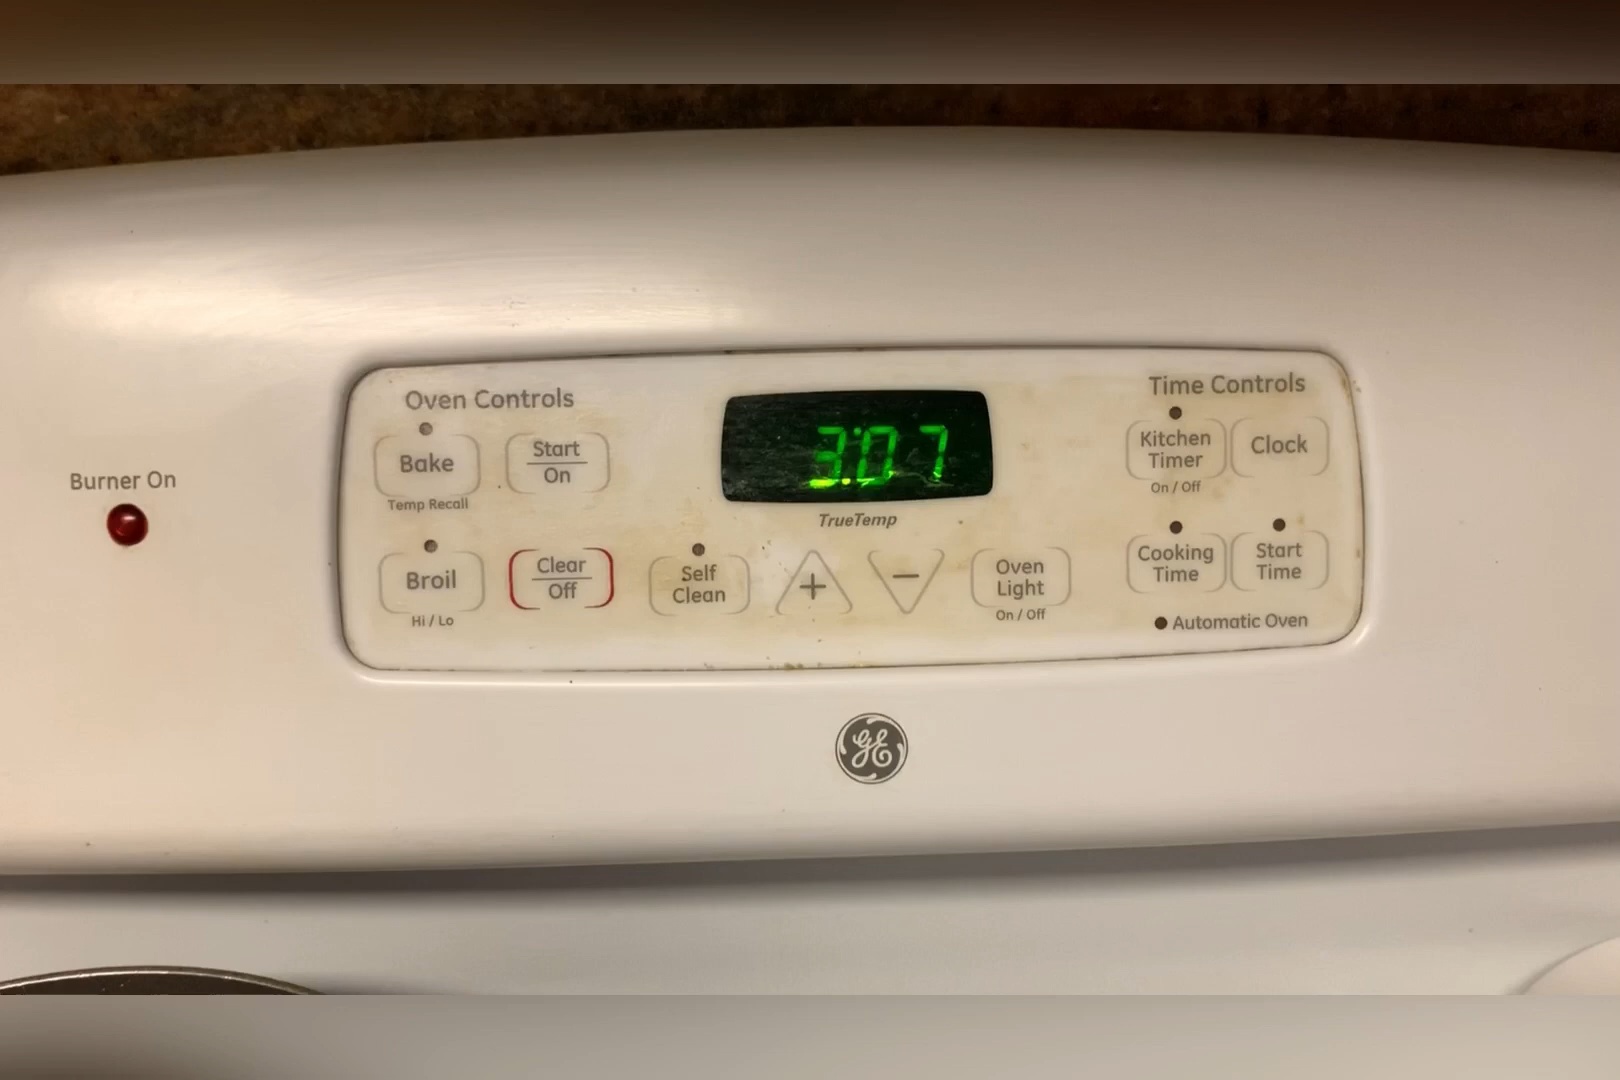 Oven Controls
Bake
Temp Recall
Start
On
Broil
Hi / Lo
Clear
Off
Self
Clean
3:07
TrueTemp
+
−
Oven
Light
On / Off
Time Controls
Kitchen
Timer
On / Off
Clock
Cooking
Time
Start
Time
Automatic Oven
Burner On
GE